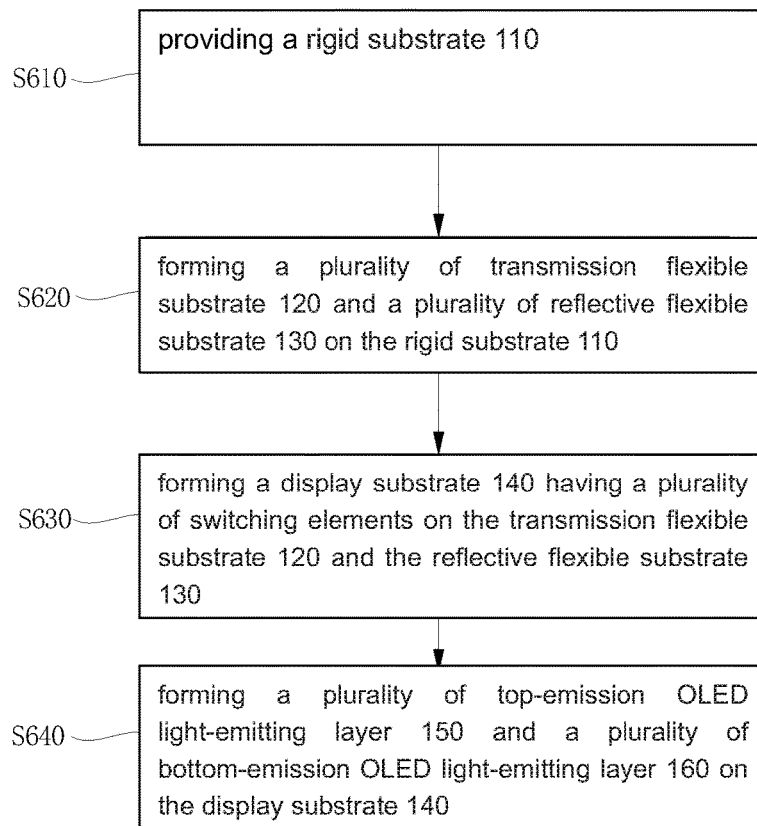 providing a rigid substrate 110
S610
forming a plurality of transmission flexible
substrate 120 and a plurality of reflective flexible
substrate 130 on the rigid substrate 110
S620
forming a display substrate 140 having a plurality
of switching elements on the transmission flexible
substrate 120 and the reflective flexible substrate
130
S630
forming a plurality of top-emission OLED
light-emitting layer 150 and a plurality of
bottom-emission OLED light-emitting layer 160 on
the display substrate 140
S640